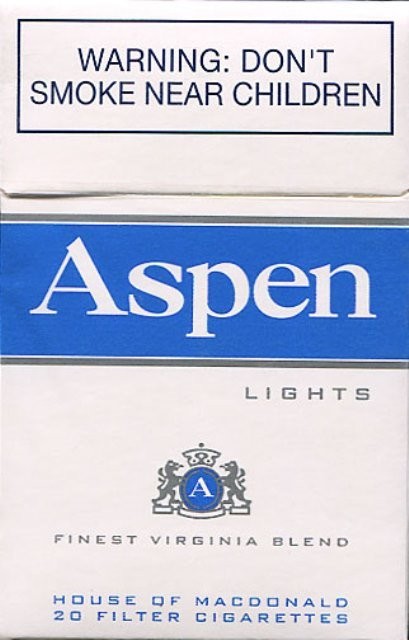 WARNING: DON'T
SMOKE NEAR CHILDREN
Aspen
LIGHTS
A
FINEST VIRGINIA BLEND
HOUSE OF MACDONALD
20 FILTER CIGARETTES